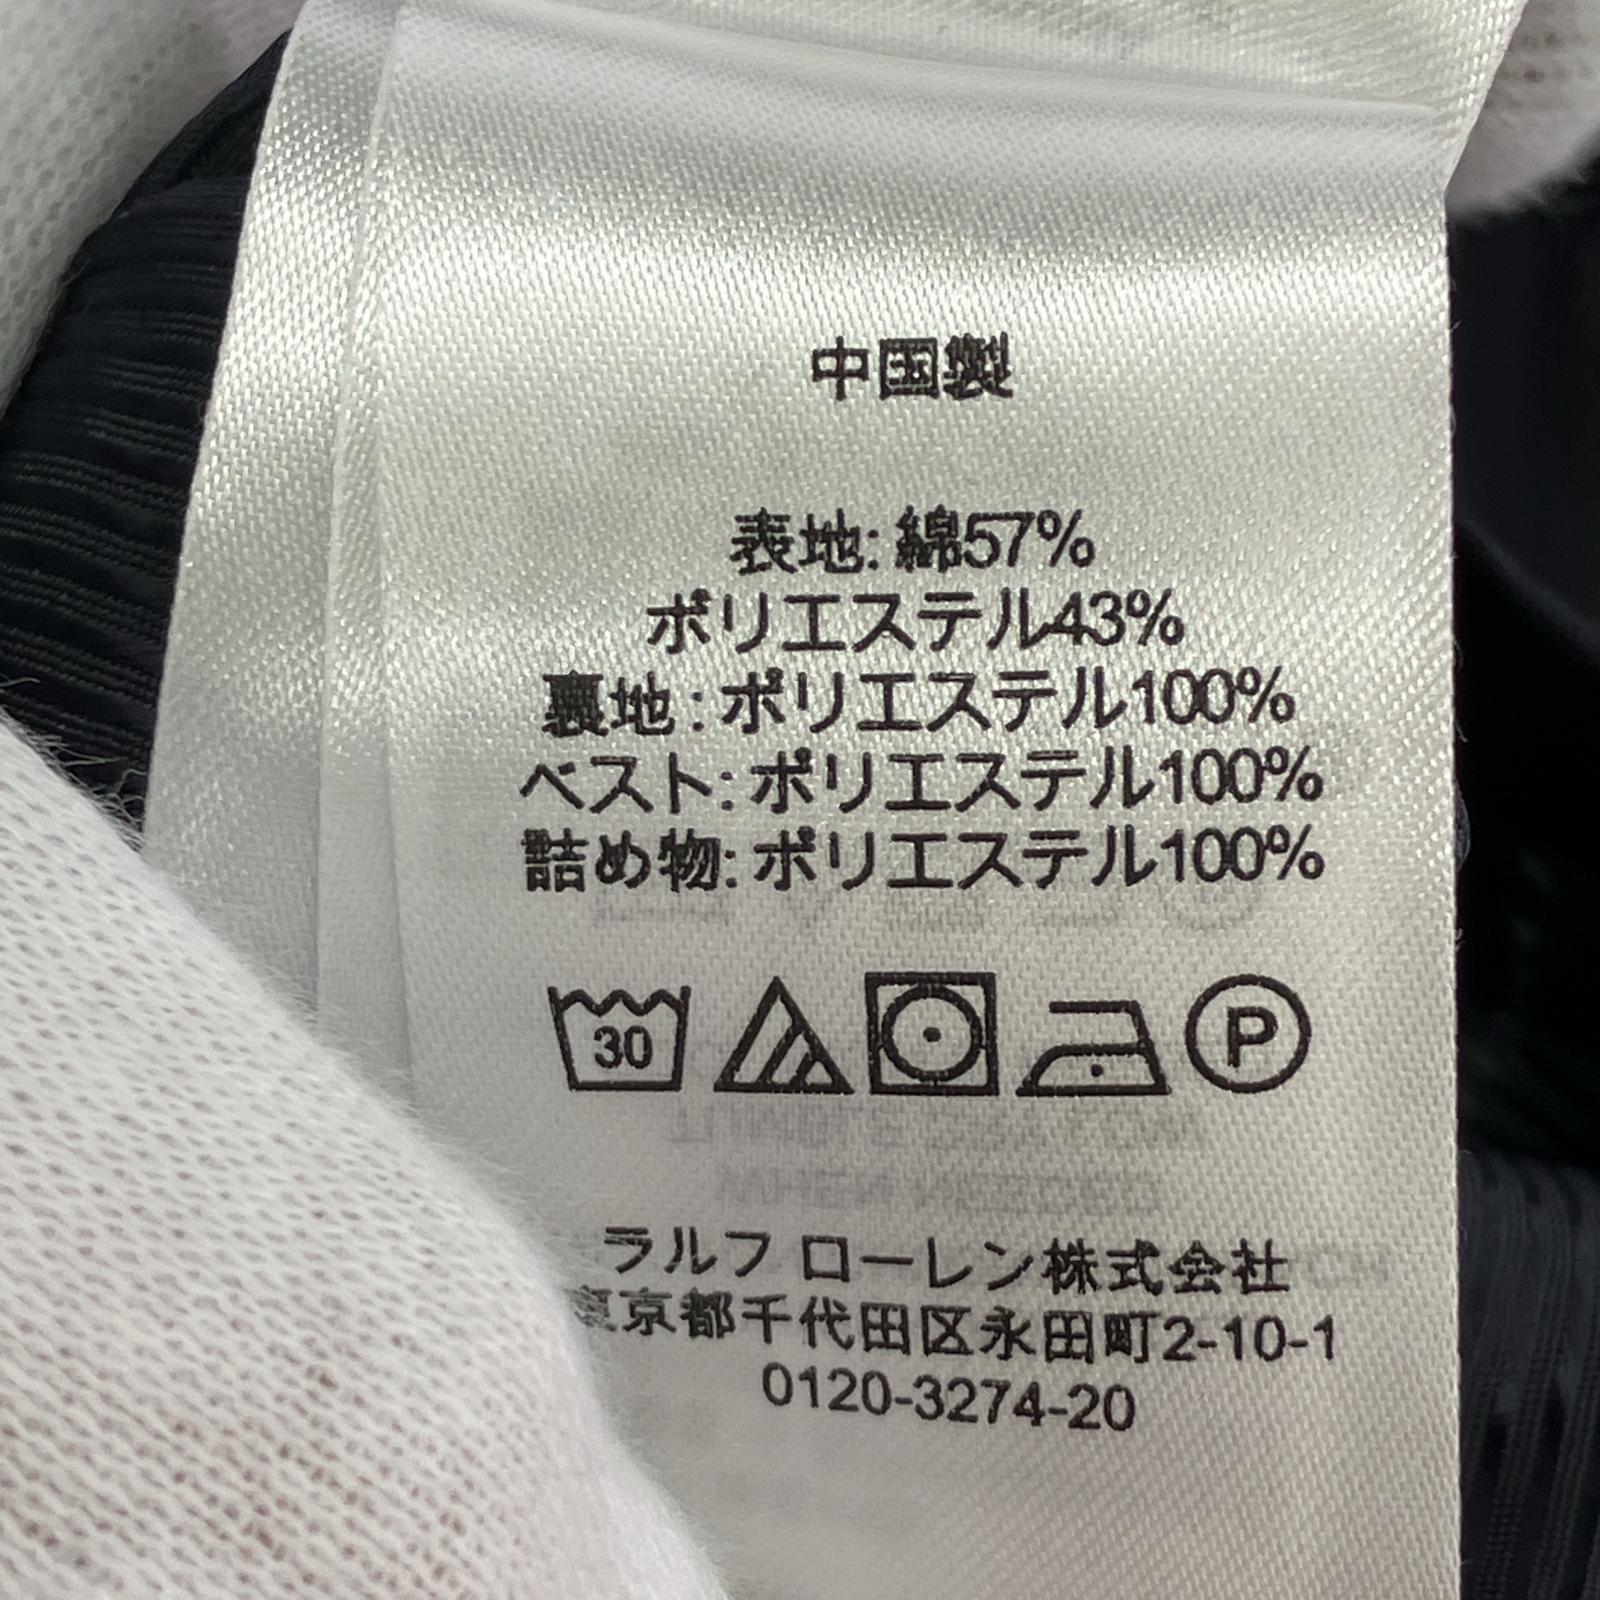 中国製
表地: 綿57%
ポリエステル43%
裏地: ポリエステル100%
ベスト: ポリエステル100%
詰め物: ポリエステル100%
30
P
ラルフ ローレン株式会社
東京都千代田区永田町2-10-1
0120-3274-20